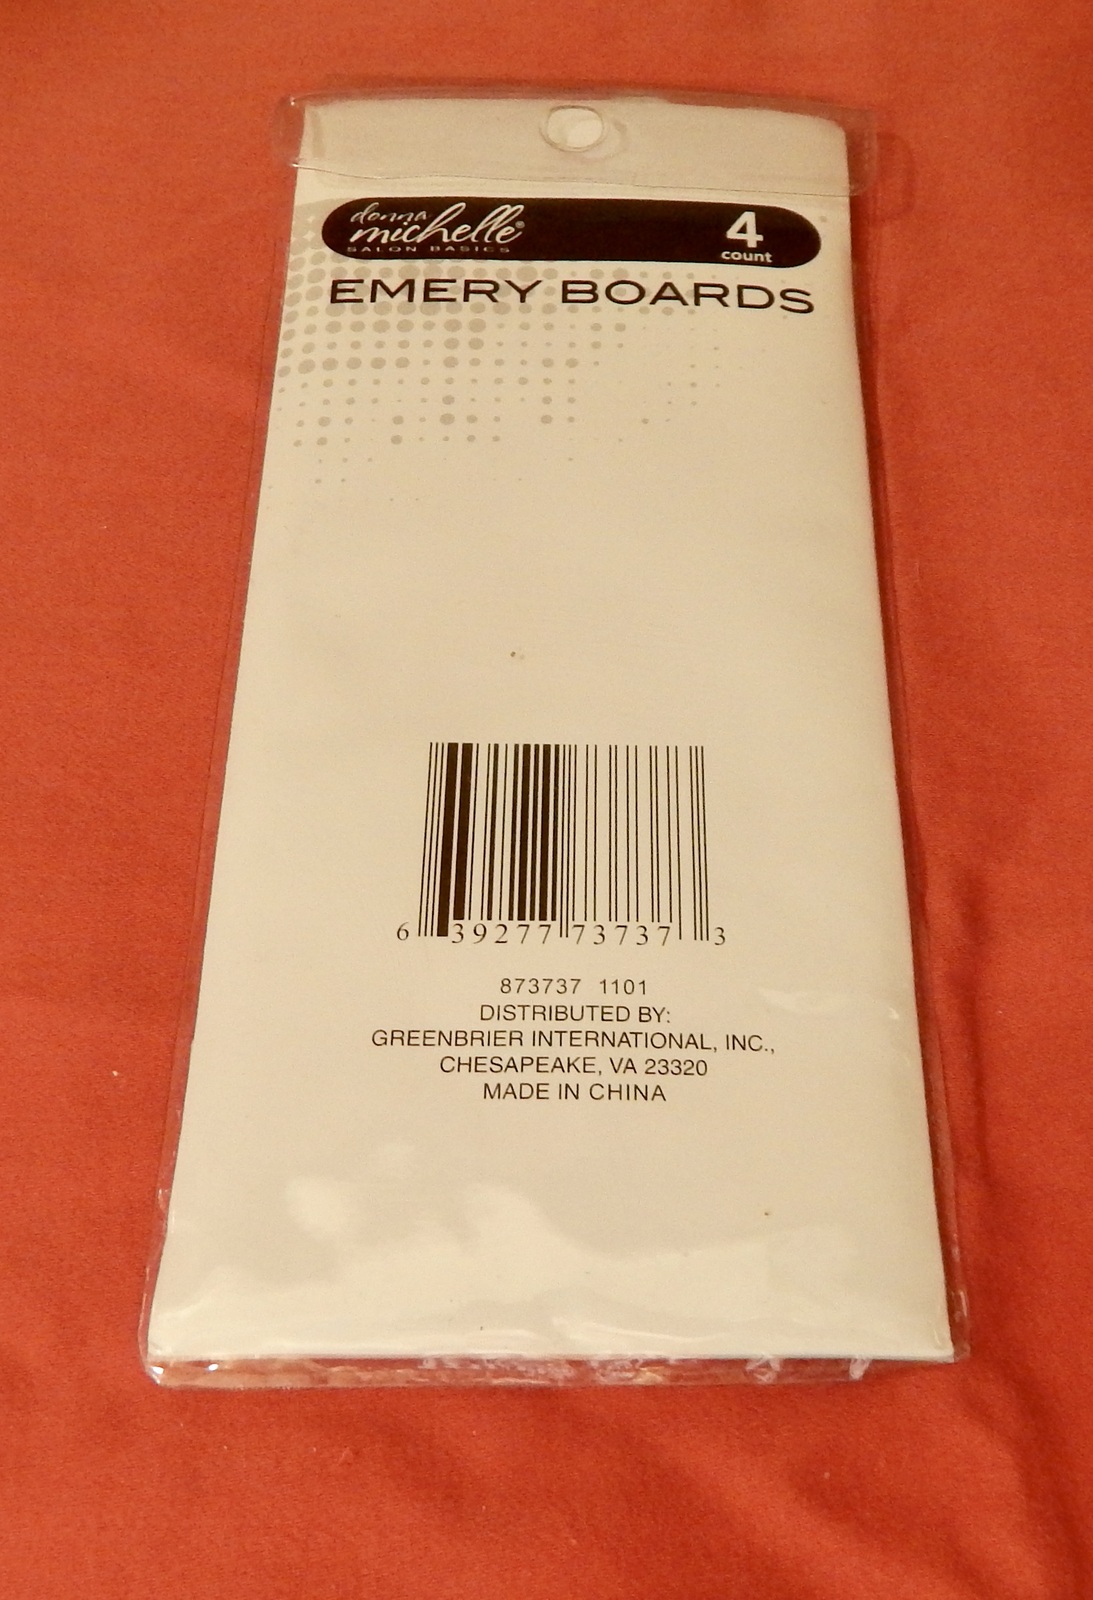 donna
michelle®
SALON BASICS
4
count
EMERY BOARDS
6 39277 73737 3
873737 1101
DISTRIBUTED BY:
GREENBRIER INTERNATIONAL, INC.,
CHESAPEAKE, VA 23320
MADE IN CHINA